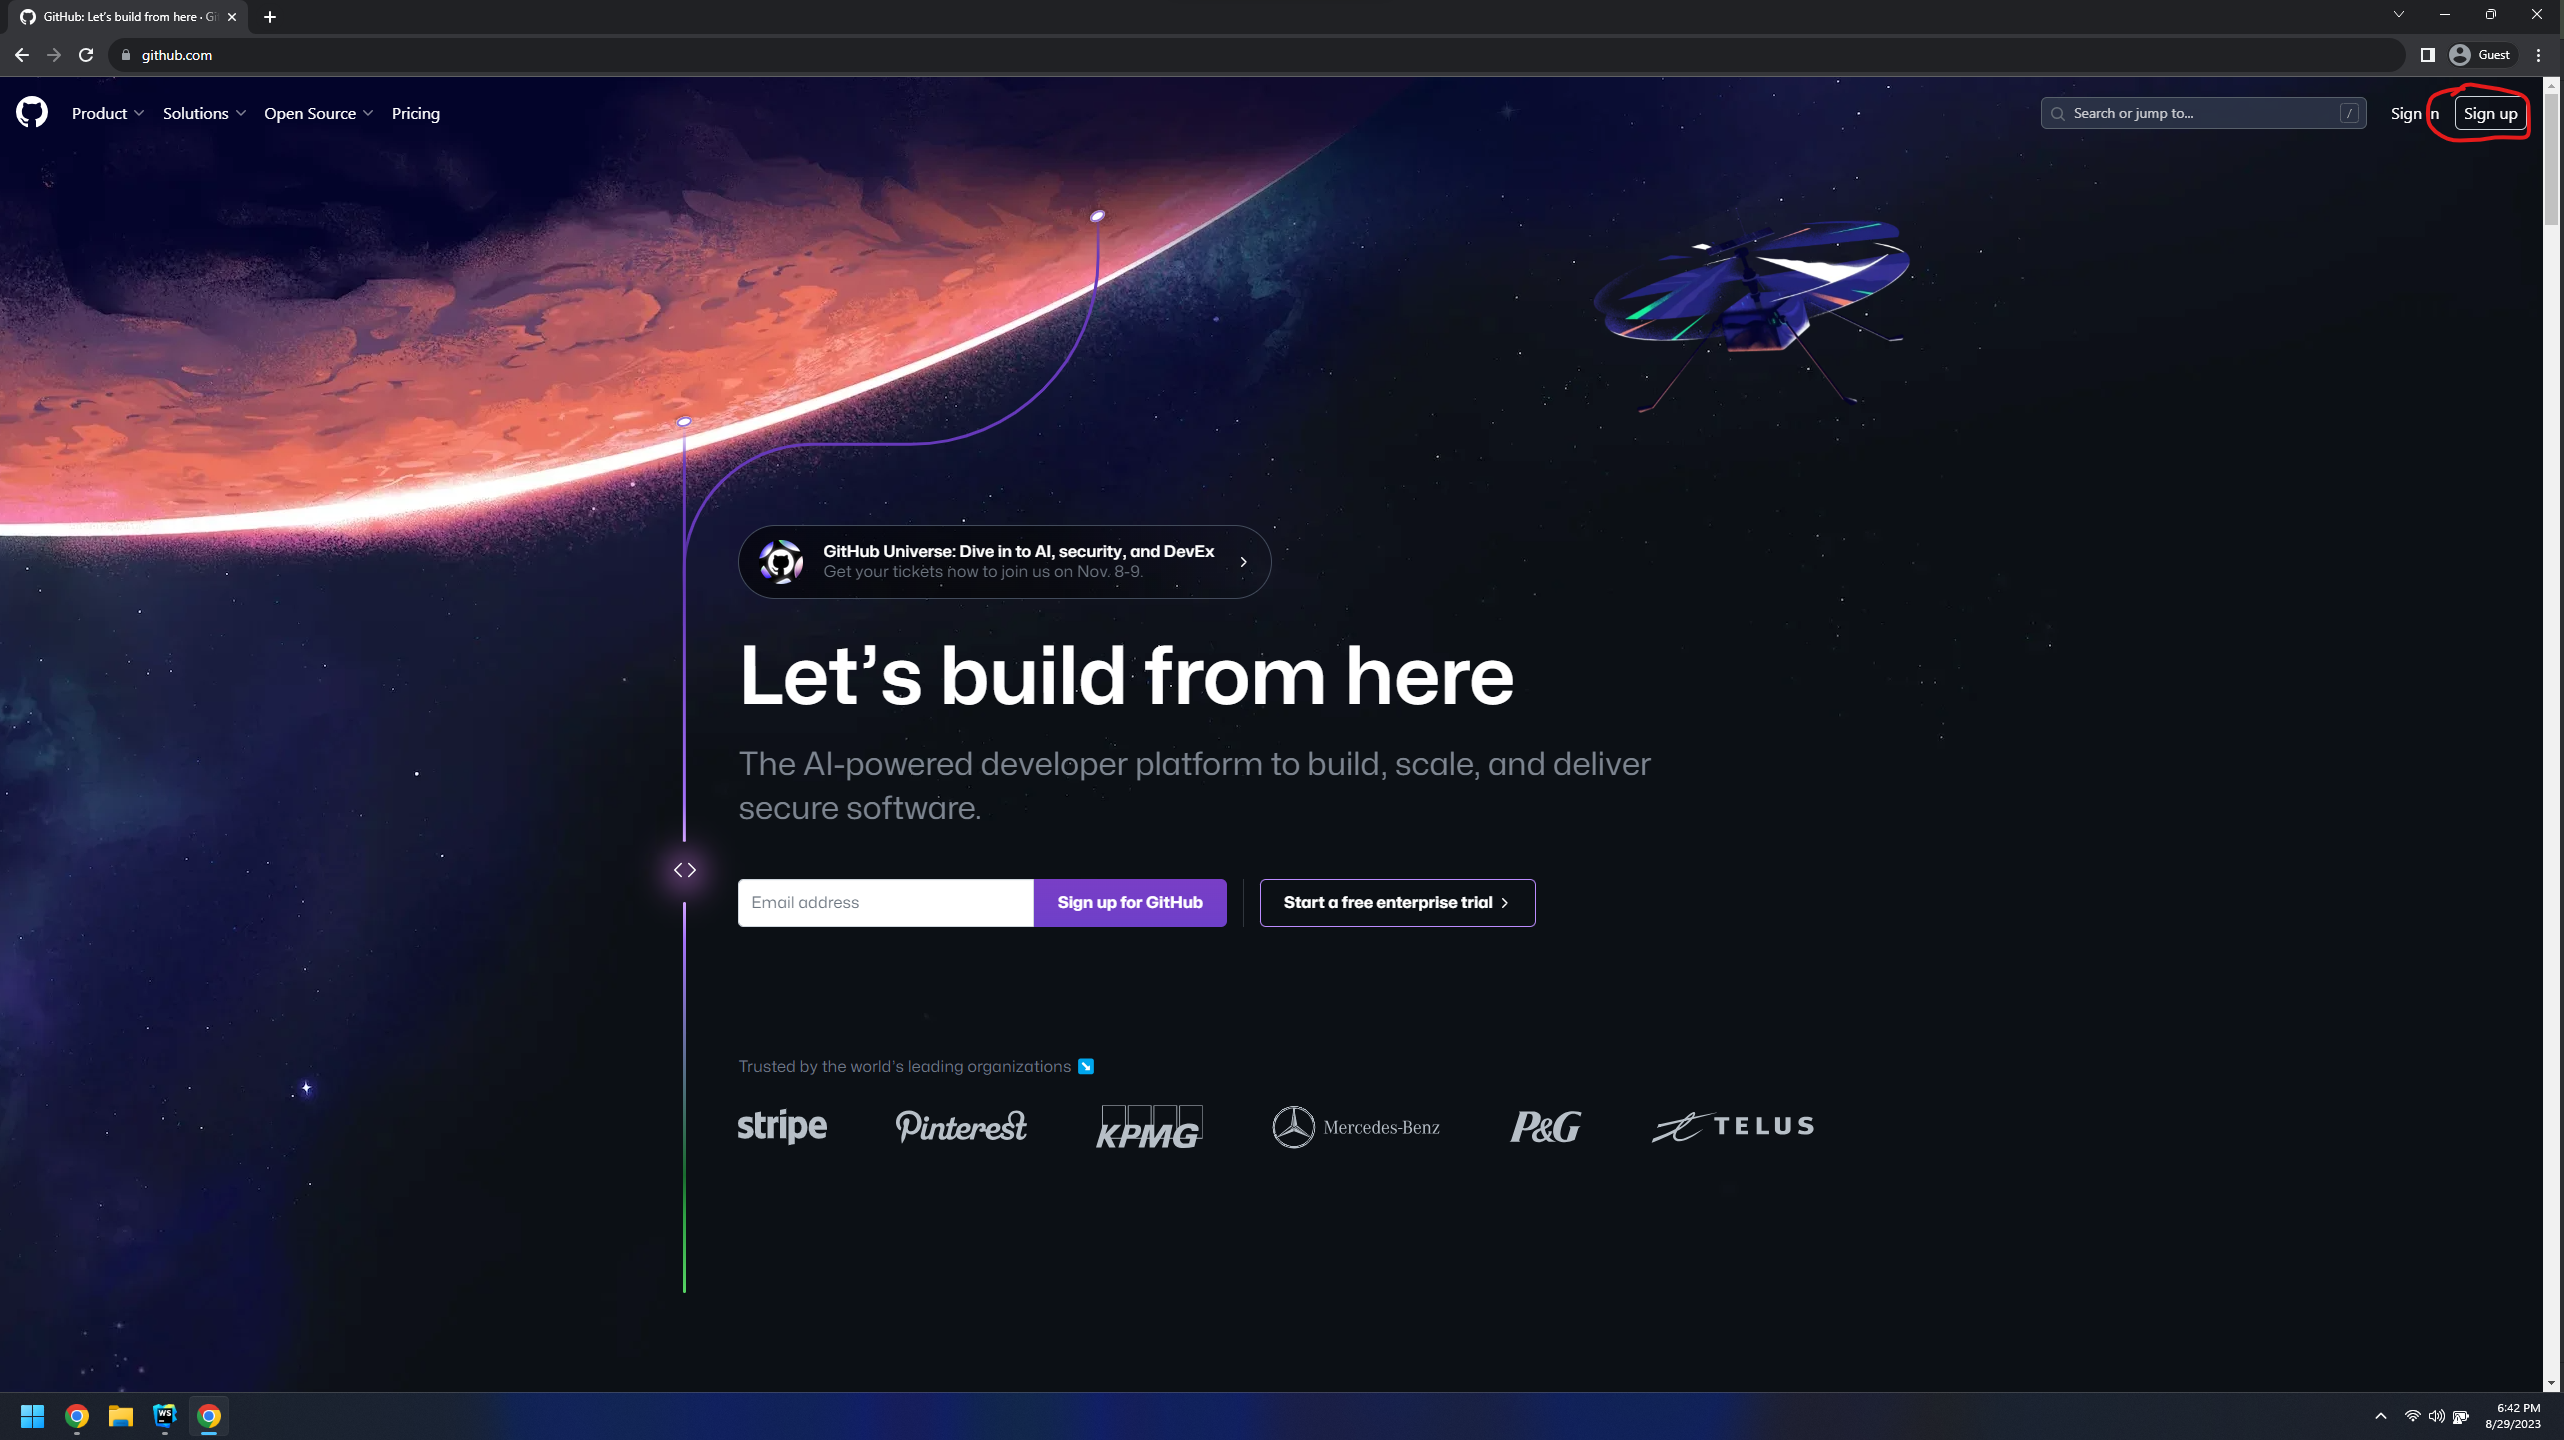 GitHub: Let's build from here · Gi
github.com
Guest
Product
Solutions
Open Source
Pricing
Search or jump to...
/
Sign in
Sign up
GitHub Universe: Dive in to AI, security, and DevEx
Get your tickets now to join us on Nov. 8-9.
Let’s build from here
The AI-powered developer platform to build, scale, and deliver
secure software.
Email address
Sign up for GitHub
Start a free enterprise trial
Trusted by the world’s leading organizations
stripe
Pinterest
KPMG
Mercedes-Benz
P&G
TELUS
WS
6:42 PM
8/29/2023